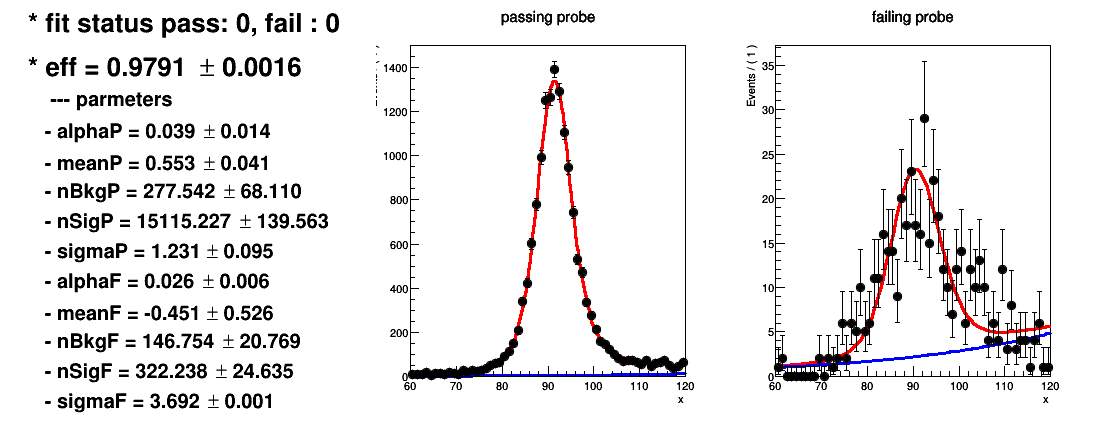 * fit status pass: 0, fail : 0
* eff = 0.9791 ± 0.0016
--- parmeters
- alphaP = 0.039 ± 0.014
- meanP = 0.553 ± 0.041
- nBkgP = 277.542 ± 68.110
- nSigP = 15115.227 ± 139.563
- sigmaP = 1.231 ± 0.095
- alphaF = 0.026 ± 0.006
- meanF = -0.451 ± 0.526
- nBkgF = 146.754 ± 20.769
- nSigF = 322.238 ± 24.635
- sigmaF = 3.692 ± 0.001
passing probe
1400
1200
1000
800
600
400
200
0
60 70 80 90 100 110 120
x
failing probe
Events / ( 1 )
35
30
25
20
15
10
5
0
60 70 80 90 100 110 120
x